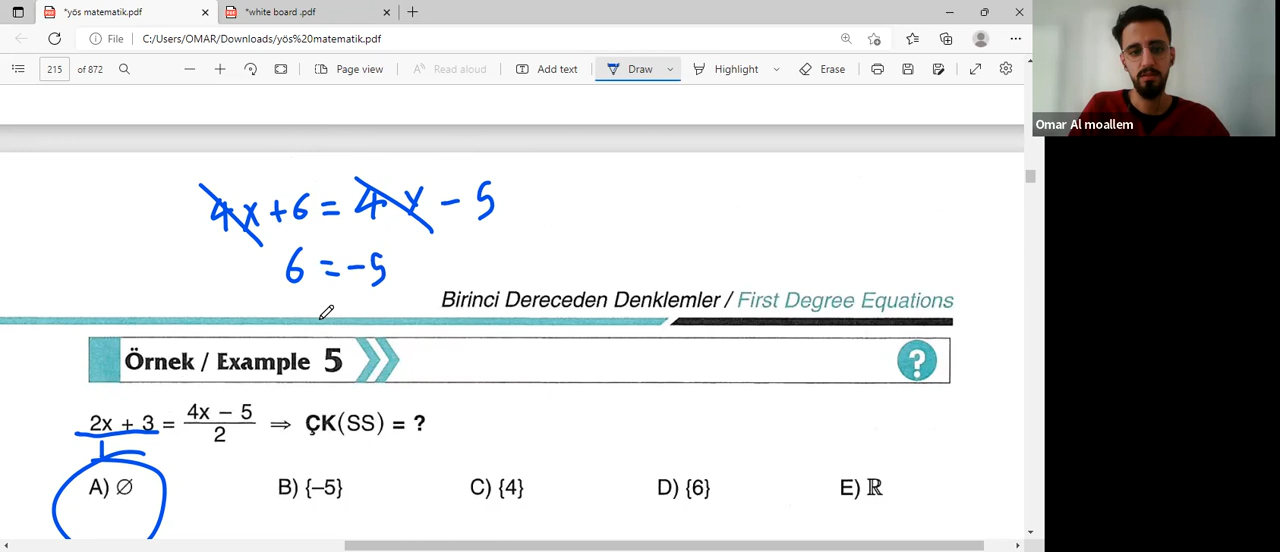 *yös matematik.pdf
*white board .pdf
File C:/Users/OMAR/Downloads/yös%20matematik.pdf
215 of 872 Page view Read aloud Add text Draw Highlight Erase
Omar Al moallem
4x+6=4x-5
6=-5
Birinci Dereceden Denklemler / First Degree Equations
Örnek / Example 5
?
2x + 3 = (4x – 5)/2 ⇒ ÇK(SS) = ?
1
A) ∅ B) {–5} C) {4} D) {6} E) ℝ